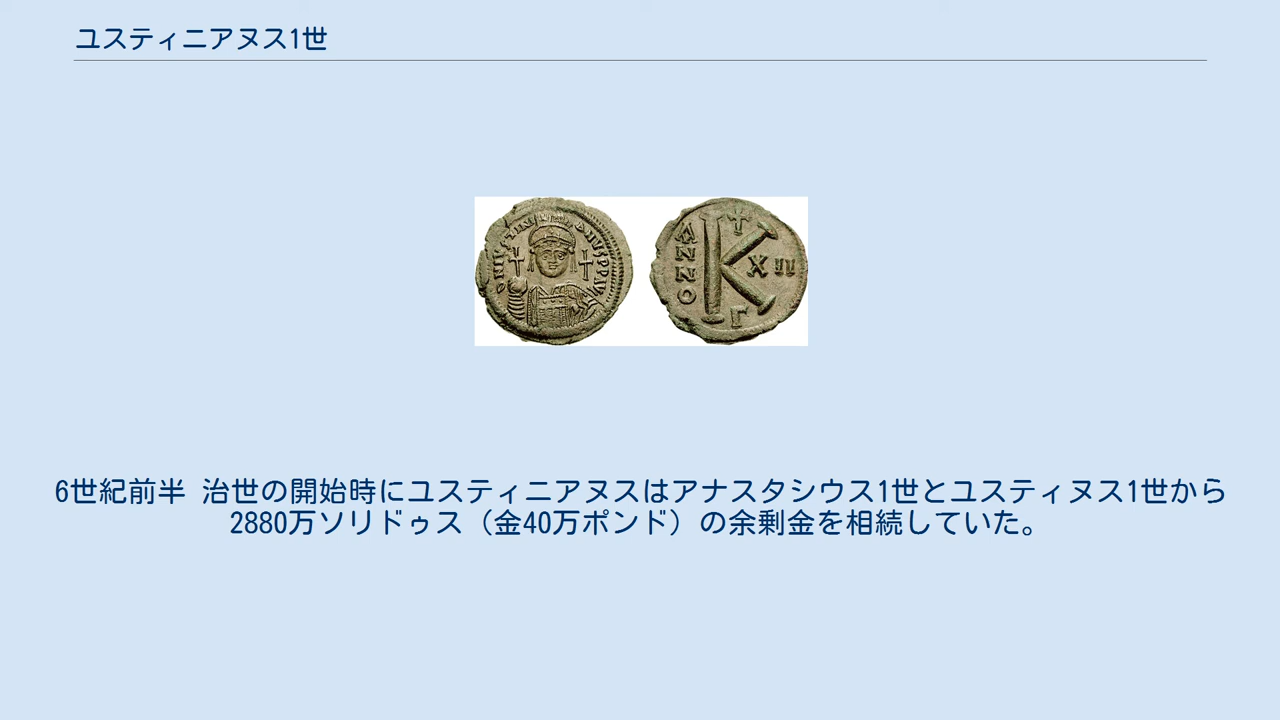 ユスティニアヌス1世
DNIVSTINIANVSPPAV
ANNO
K
XII
Γ
6世紀前半 治世の開始時にユスティニアヌスはアナスタシウス1世とユスティヌス1世から
2880万ソリドゥス（金40万ポンド）の余剰金を相続していた。